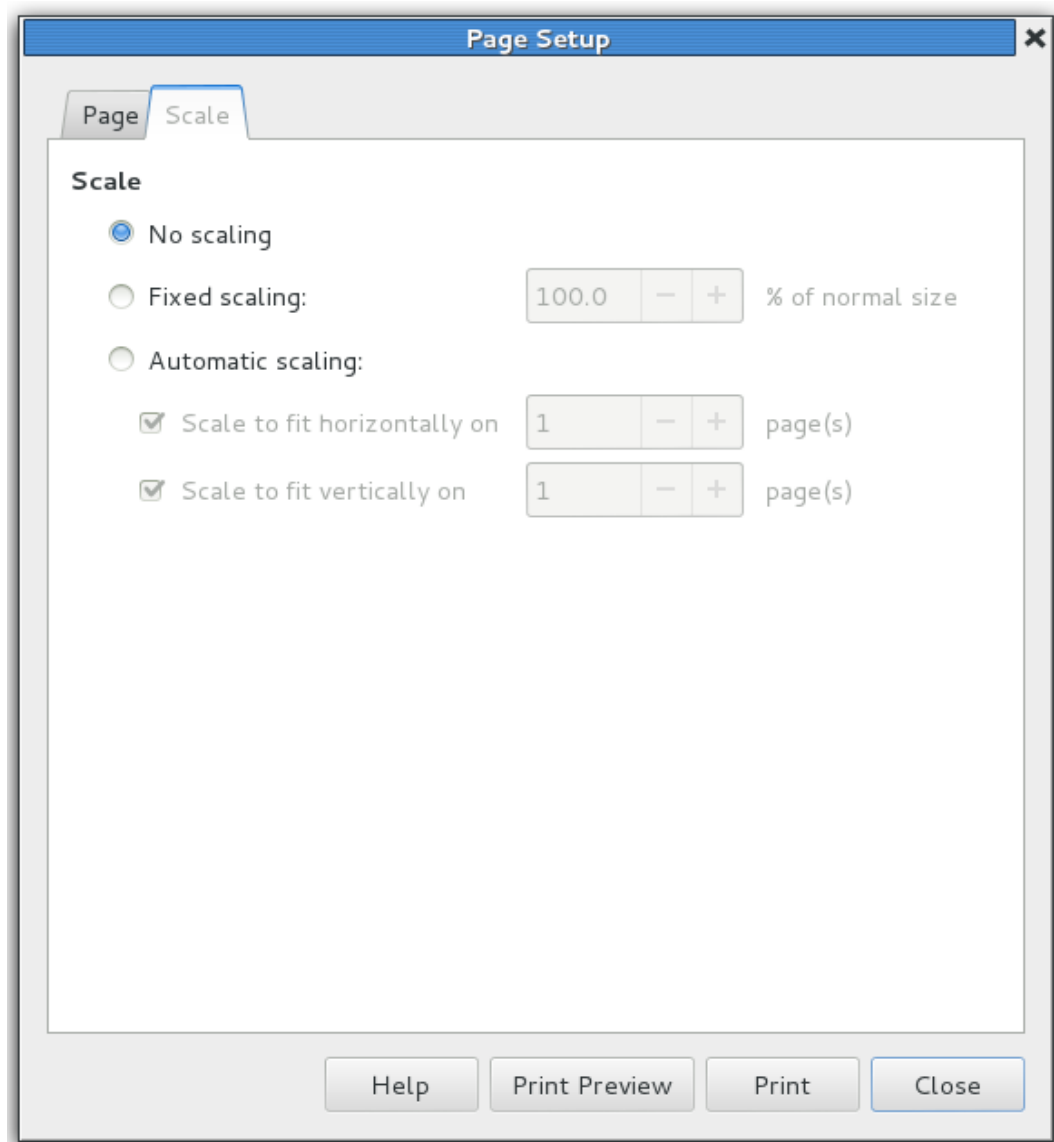 Page Setup
Page Scale
Scale
No scaling
Fixed scaling: 100.0 % of normal size
Automatic scaling:
Scale to fit horizontally on 1 page(s)
Scale to fit vertically on 1 page(s)
Help Print Preview Print Close